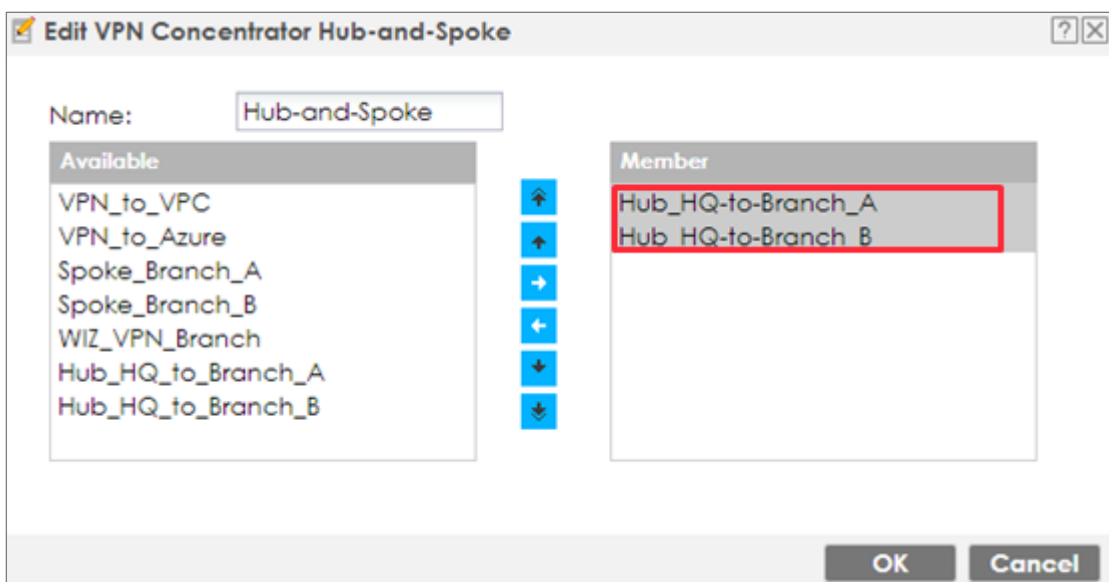 Edit VPN Concentrator Hub-and-Spoke
Name: Hub-and-Spoke
Available
VPN_to_VPC
VPN_to_Azure
Spoke_Branch_A
Spoke_Branch_B
WIZ_VPN_Branch
Hub_HQ_to_Branch_A
Hub_HQ_to_Branch_B
Member
Hub_HQ-to-Branch_A
Hub_HQ-to-Branch_B
OK Cancel